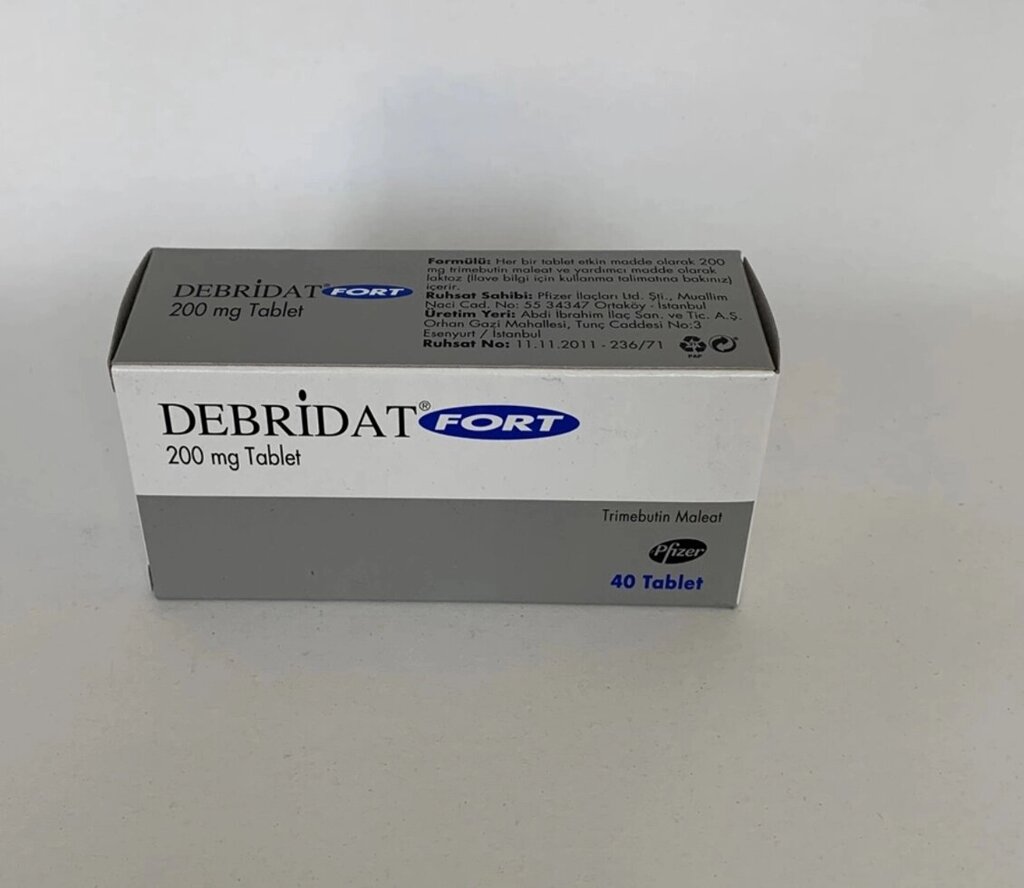 DEBRİDAT® FORT
200 mg Tablet
Formülü: Her bir tablet etkin madde olarak 200
mg trimebutin maleat ve yardımcı madde olarak
laktoz (İlave bilgi için kullanma talimatına bakınız)
içerir.
Ruhsat Sahibi: Pfizer İlaçları Ltd. Şti., Muallim
Naci Cad. No: 55 34347 Ortaköy - İstanbul
Üretim Yeri: Abdi İbrahim İlaç San. ve Tic. A.Ş.
Orhan Gazi Mahallesi, Tunç Caddesi No:3
Esenyurt / İstanbul
Ruhsat No: 11.11.2011 - 236/71
PAP
DEBRİDAT® FORT
200 mg Tablet
Trimebutin Maleat
Pfizer
40 Tablet